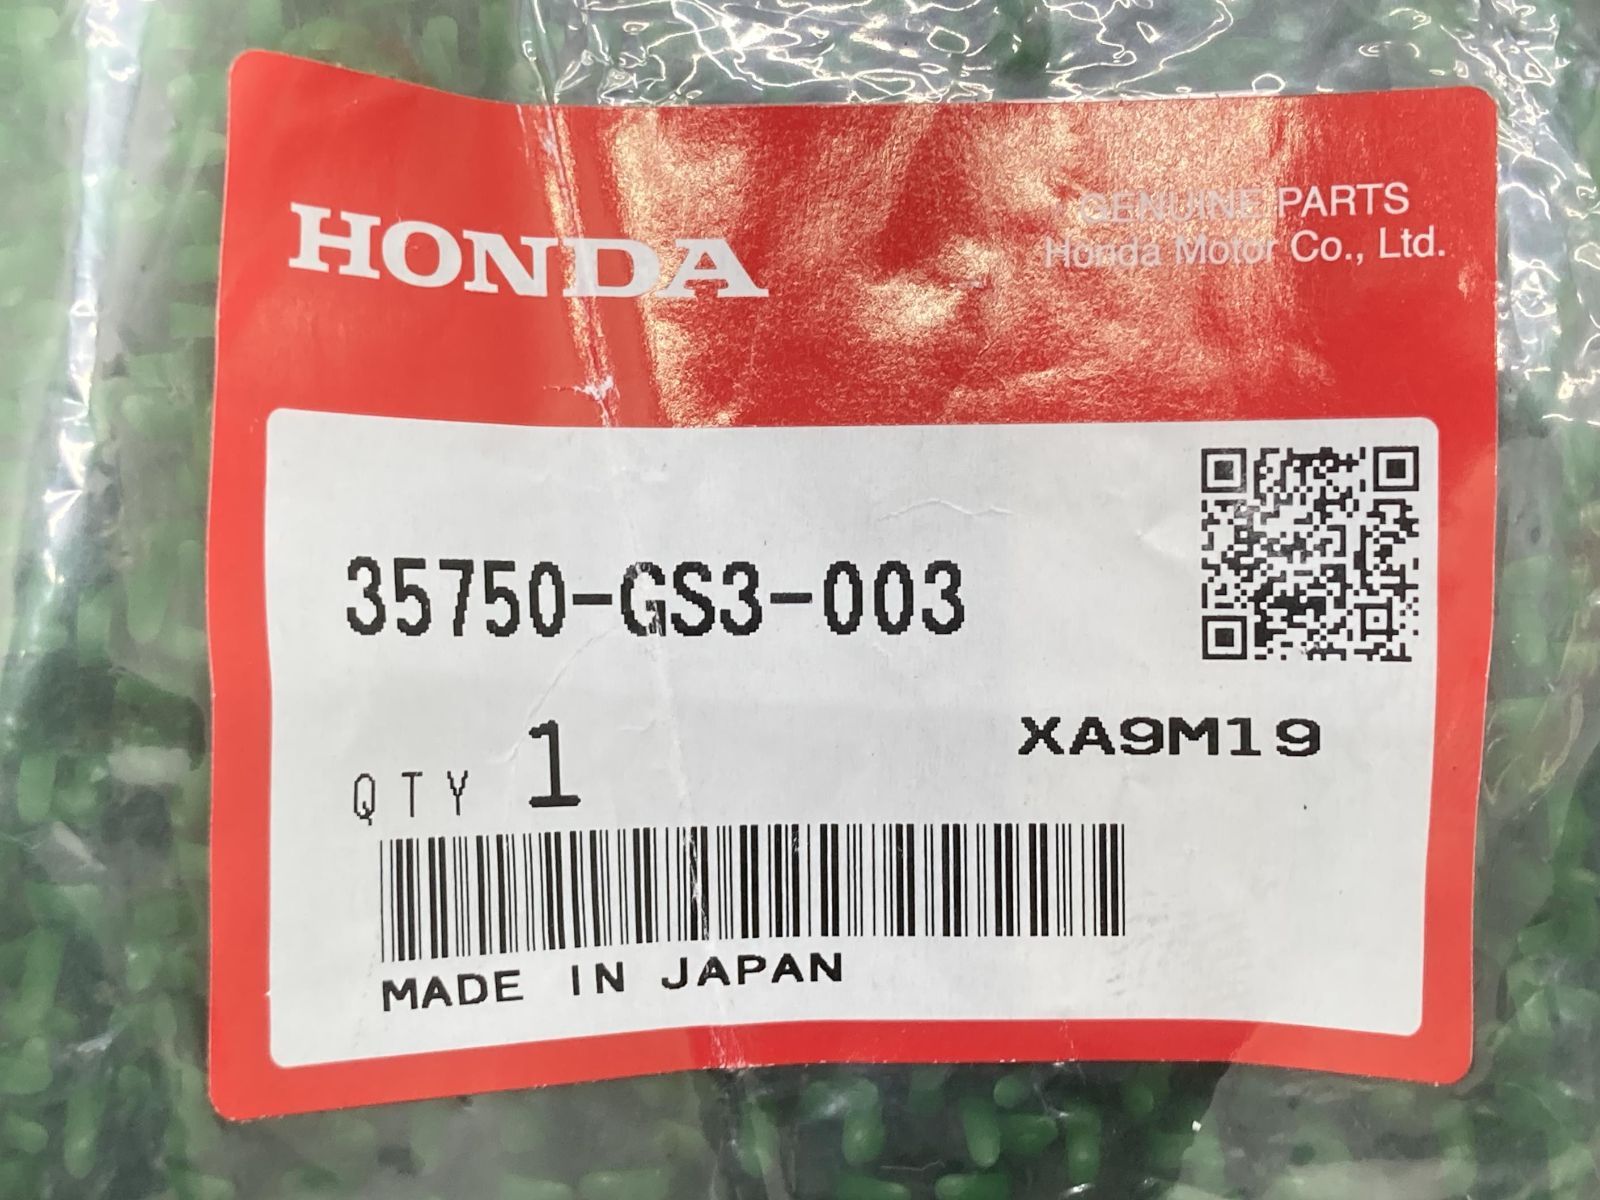 HONDA
GENUINE PARTS
Honda Motor Co., Ltd.
35750-GS3-003
XA9M19
QTY 1
MADE IN JAPAN